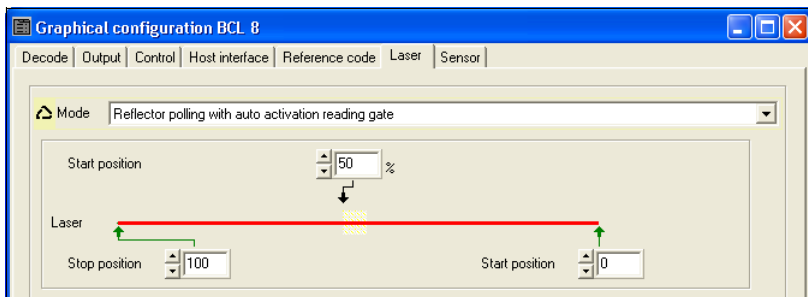 Graphical configuration BCL 8
Decode Output Control Host interface Reference code Laser Sensor
Mode Reflector polling with auto activation reading gate
Start position 50 %
Laser
Stop position 100 Start position 0